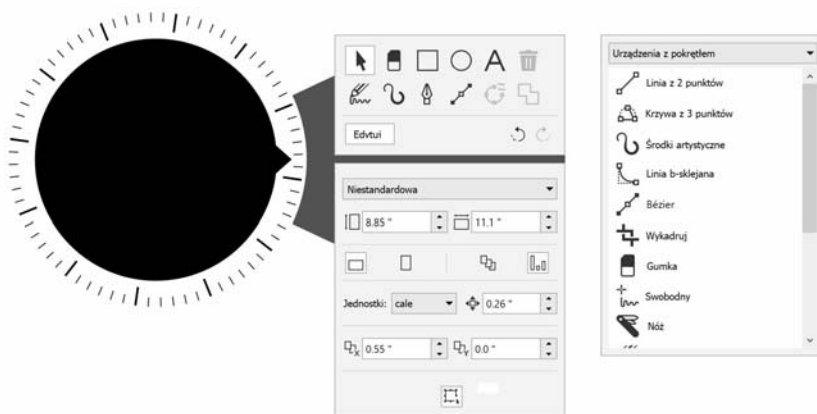 A
Edytuj
Niestandardowa
8.85 "
11.1 "
Jednostki:
cale
0.26 "
X
0.55 "
Y
0.0 "
Urządzenia z pokrętłem
Linia z 2 punktów
Krzywa z 3 punktów
Środki artystyczne
Linia b-sklejana
Bézier
Wykadruj
Gumka
Swobodny
Nóż